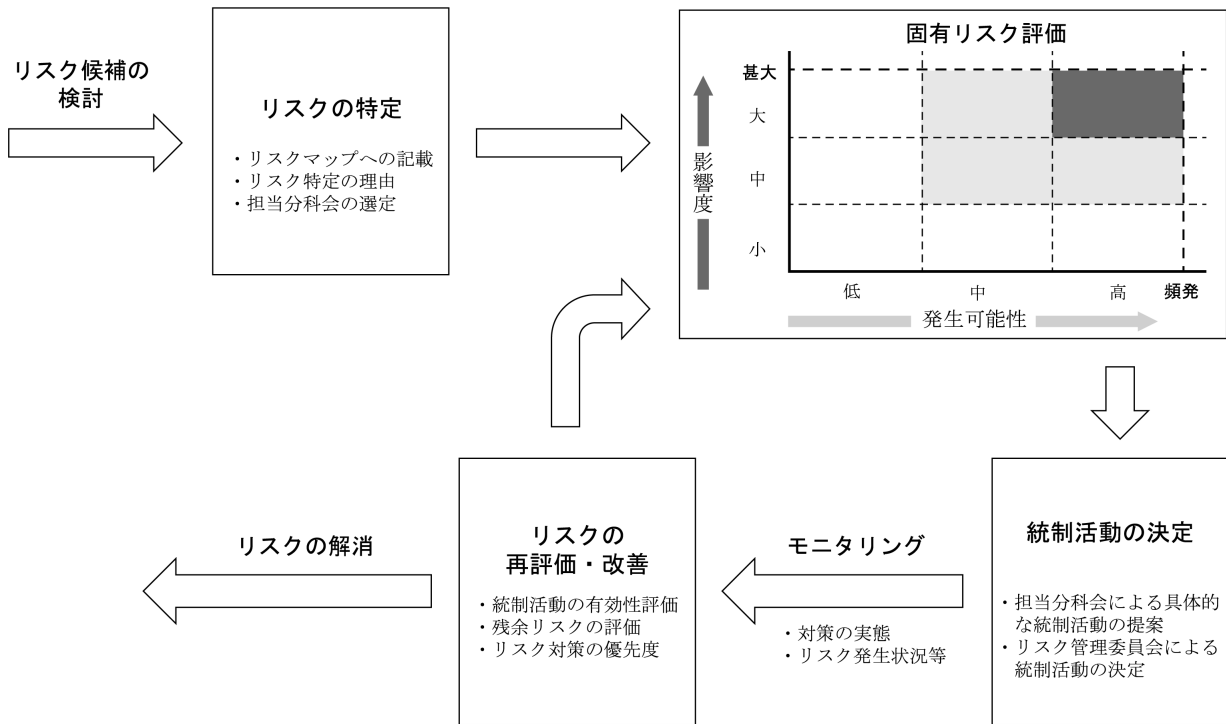 リスク候補の
検討
リスクの特定
・リスクマップへの記載
・リスク特定の理由
・担当分科会の選定
固有リスク評価
甚大
大
中
小
影響度
低
中
高
頻発
発生可能性
統制活動の決定
・担当分科会による具体的
な統制活動の提案
・リスク管理委員会による
統制活動の決定
モニタリング
・対策の実態
・リスク発生状況等
リスクの
再評価・改善
・統制活動の有効性評価
・残余リスクの評価
・リスク対策の優先度
リスクの解消